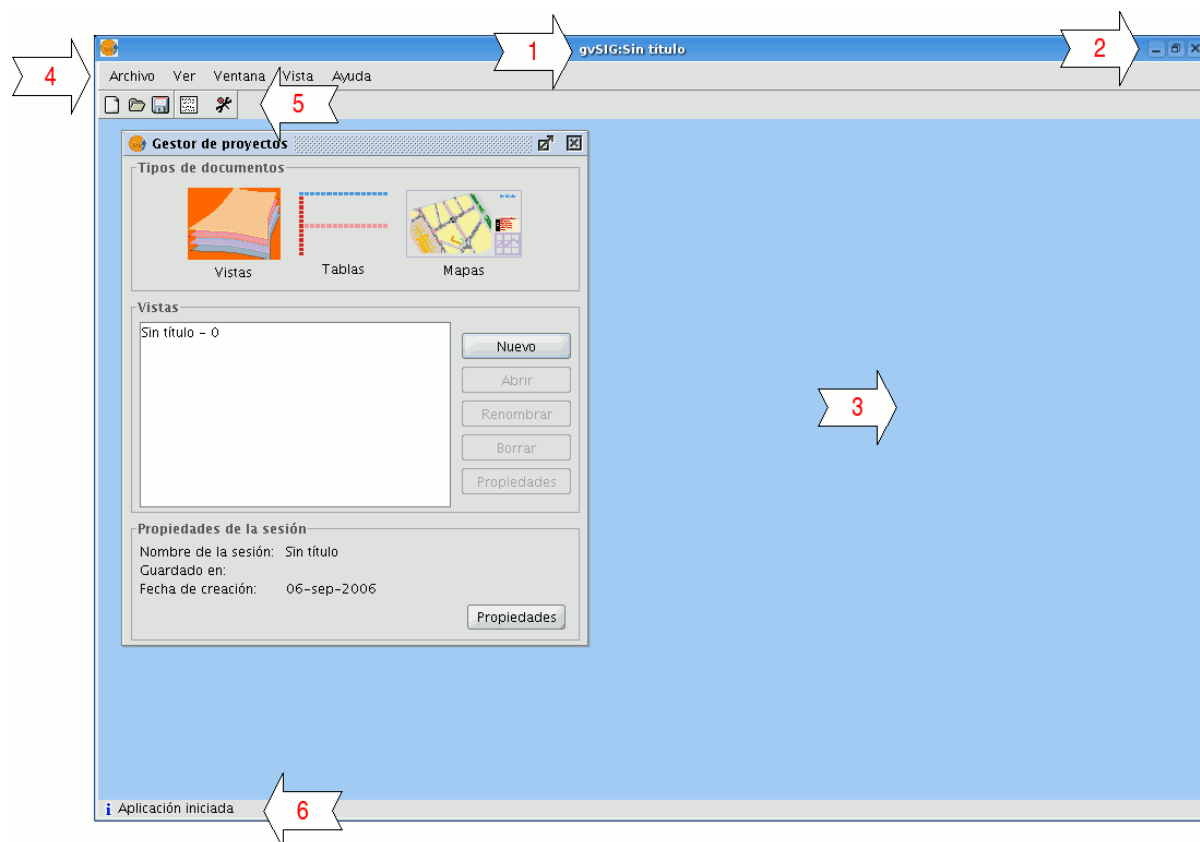 1
gvSIG:Sin título
2
4
Archivo Ver Ventana Vista Ayuda
5
Gestor de proyectos
Tipos de documentos
Vistas
Tablas
Mapas
Vistas
Sin título - 0
Nuevo
Abrir
Renombrar
Borrar
Propiedades
3
Propiedades de la sesión
Nombre de la sesión: Sin título
Guardado en:
Fecha de creación: 06-sep-2006
Propiedades
i Aplicación iniciada
6